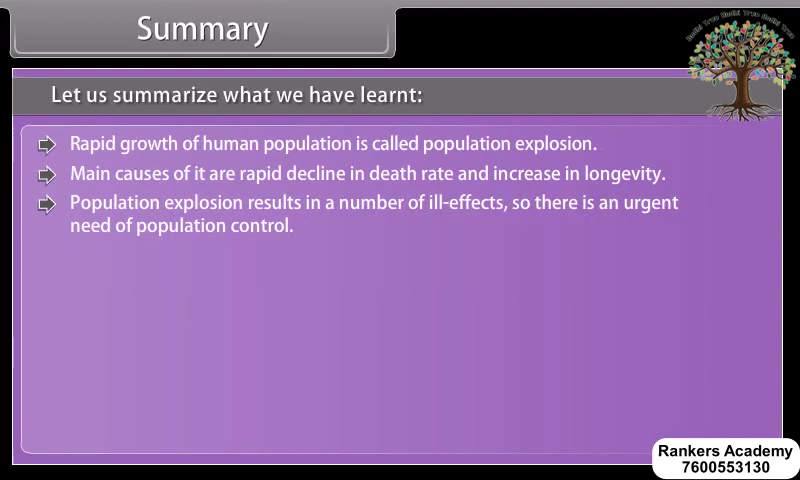 Summary
Let us summarize what we have learnt:
Rapid growth of human population is called population explosion.
Main causes of it are rapid decline in death rate and increase in longevity.
Population explosion results in a number of ill-effects, so there is an urgent
need of population control.
Rankers Academy
7600553130